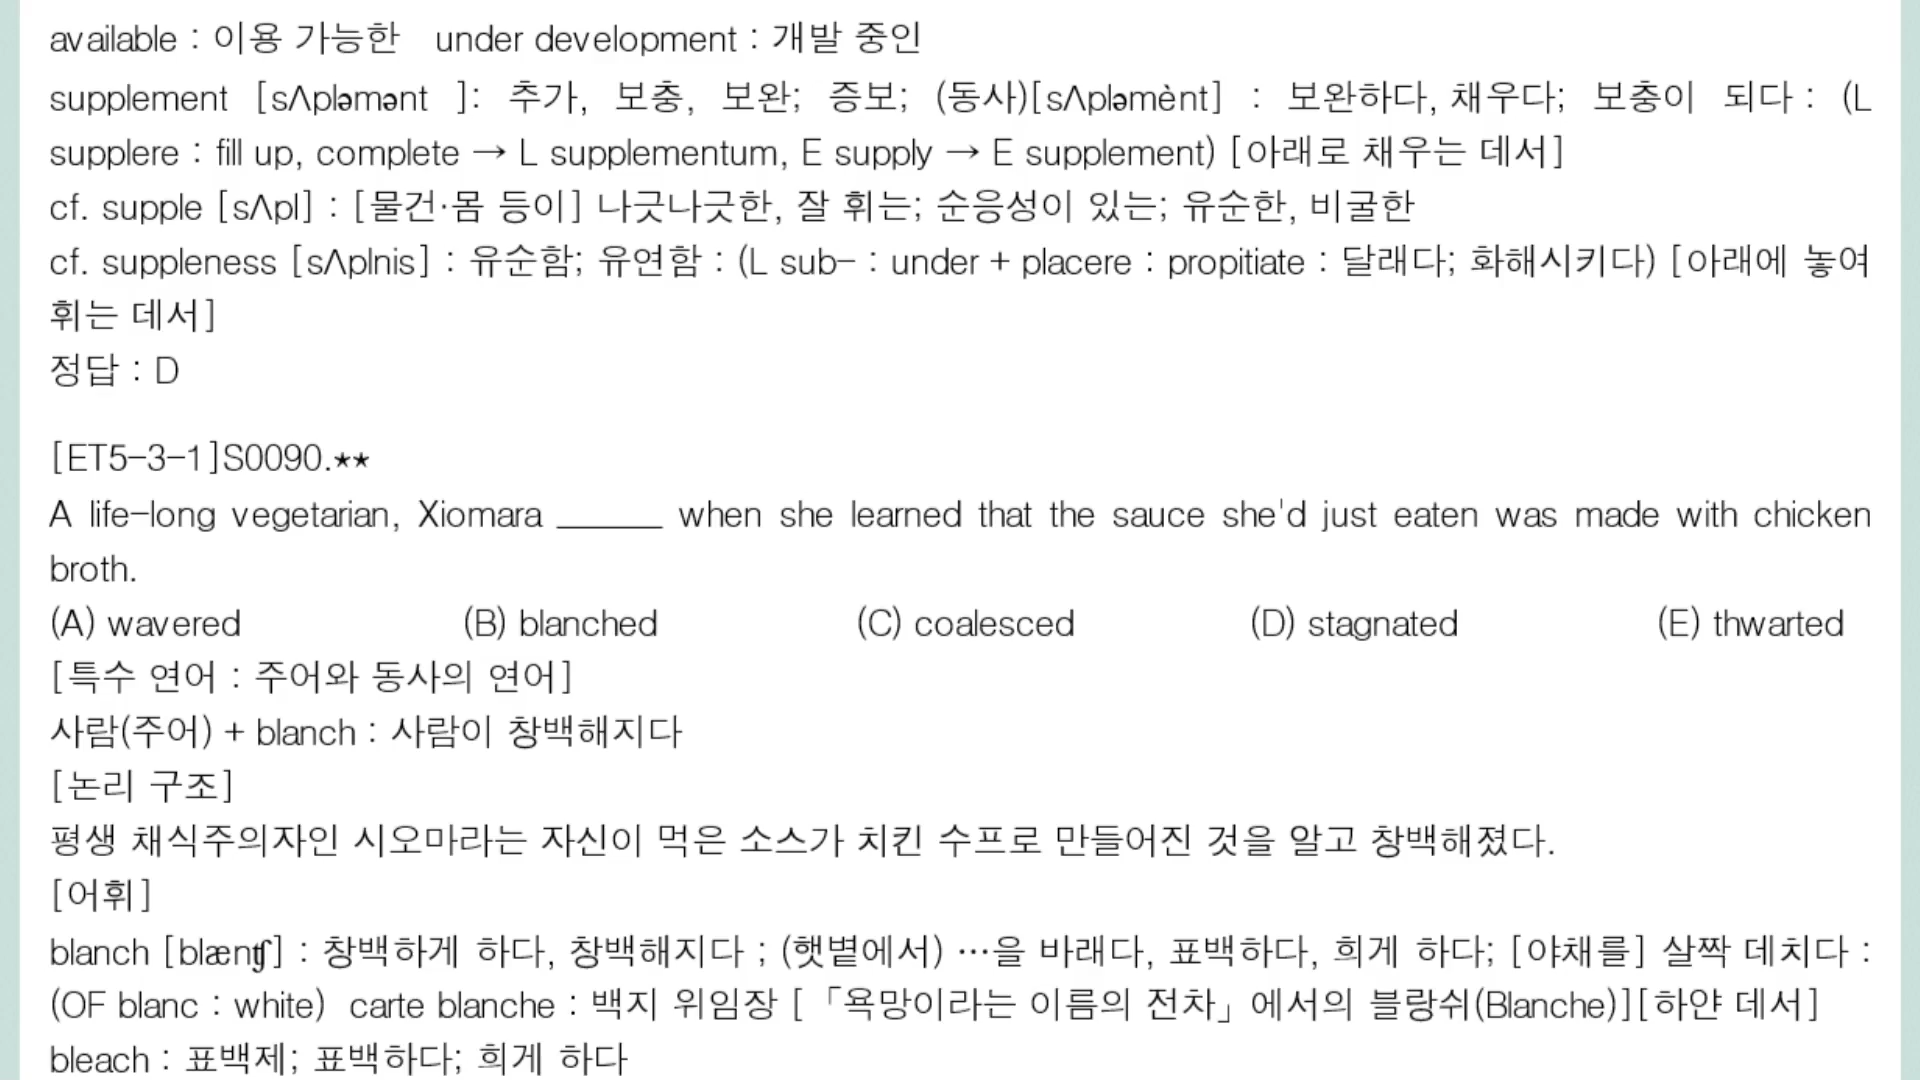 available : 이용 가능한 under development : 개발 중인
supplement [sΛpləmənt ]: 추가, 보충, 보완; 증보; (동사)[sΛpləmènt] : 보완하다, 채우다; 보충이 되다 : (L
supplere : fill up, complete → L supplementum, E supply → E supplement) [아래로 채우는 데서]
cf. supple [sΛpl] : [물건·몸 등이] 나긋나긋한, 잘 휘는; 순응성이 있는; 유순한, 비굴한
cf. suppleness [sΛplnis] : 유순함; 유연함 : (L sub- : under + placere : propitiate : 달래다; 화해시키다) [아래에 놓여
휘는 데서]
정답 : D
[ET5-3-1]S0090.★★
A life-long vegetarian, Xiomara ______ when she learned that the sauce she'd just eaten was made with chicken
broth.
(A) wavered (B) blanched (C) coalesced (D) stagnated (E) thwarted
[특수 연어 : 주어와 동사의 연어]
사람(주어) + blanch : 사람이 창백해지다
[논리 구조]
평생 채식주의자인 시오마라는 자신이 먹은 소스가 치킨 수프로 만들어진 것을 알고 창백해졌다.
[어휘]
blanch [blænʧ] : 창백하게 하다, 창백해지다 ; (햇볕에서) …을 바래다, 표백하다, 희게 하다; [야채를] 살짝 데치다 :
(OF blanc : white) carte blanche : 백지 위임장 [「욕망이라는 이름의 전차」에서의 블랑쉬(Blanche)][하얀 데서]
bleach : 표백제; 표백하다; 희게 하다